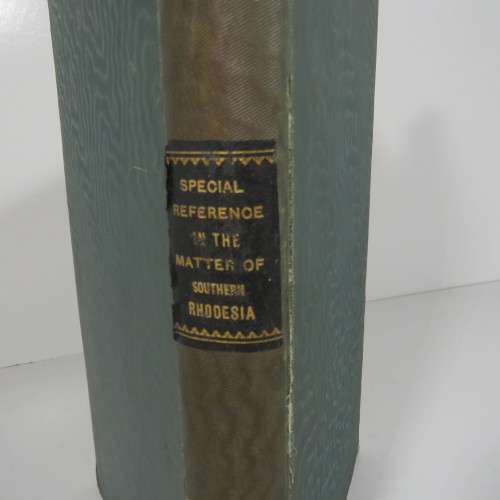 SPECIAL
REFERENCE
IN THE
MATTER OF
SOUTHERN
RHODESIA